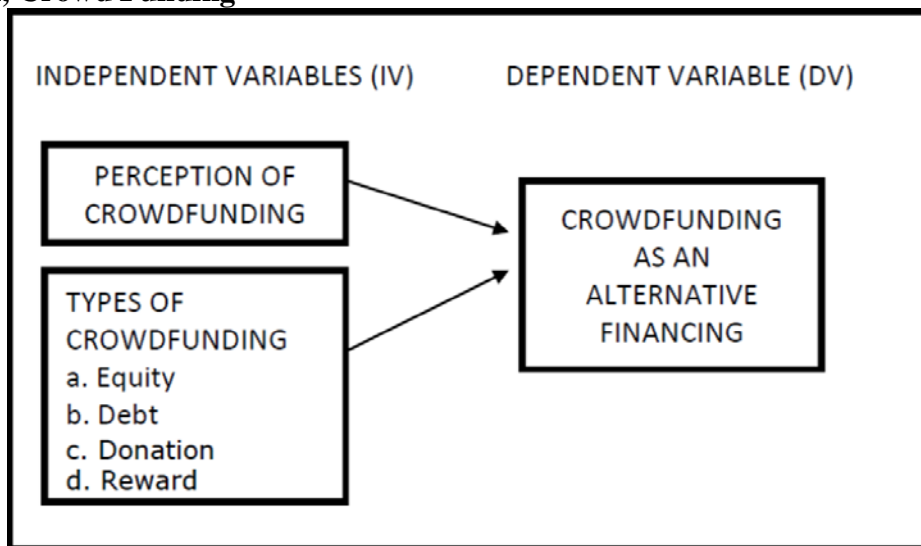 Crowd Funding
INDEPENDENT VARIABLES (IV)
DEPENDENT VARIABLE (DV)
PERCEPTION OF
CROWDFUNDING
TYPES OF
CROWDFUNDING
a. Equity
b. Debt
c. Donation
d. Reward
CROWDFUNDING
AS AN
ALTERNATIVE
FINANCING